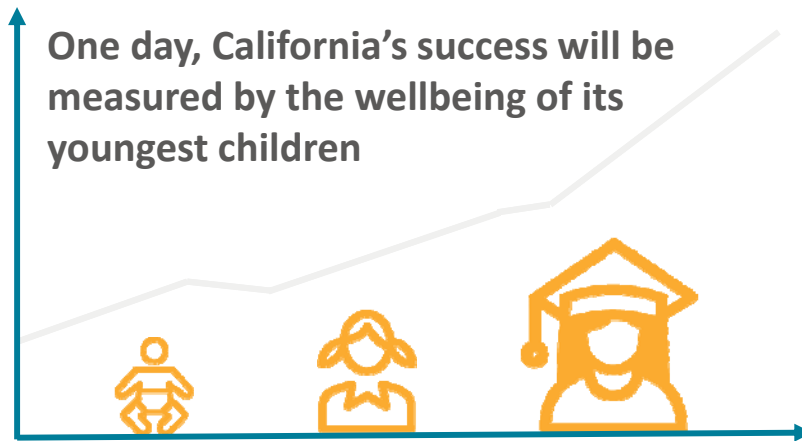 One day, California’s success will be
measured by the wellbeing of its
youngest children